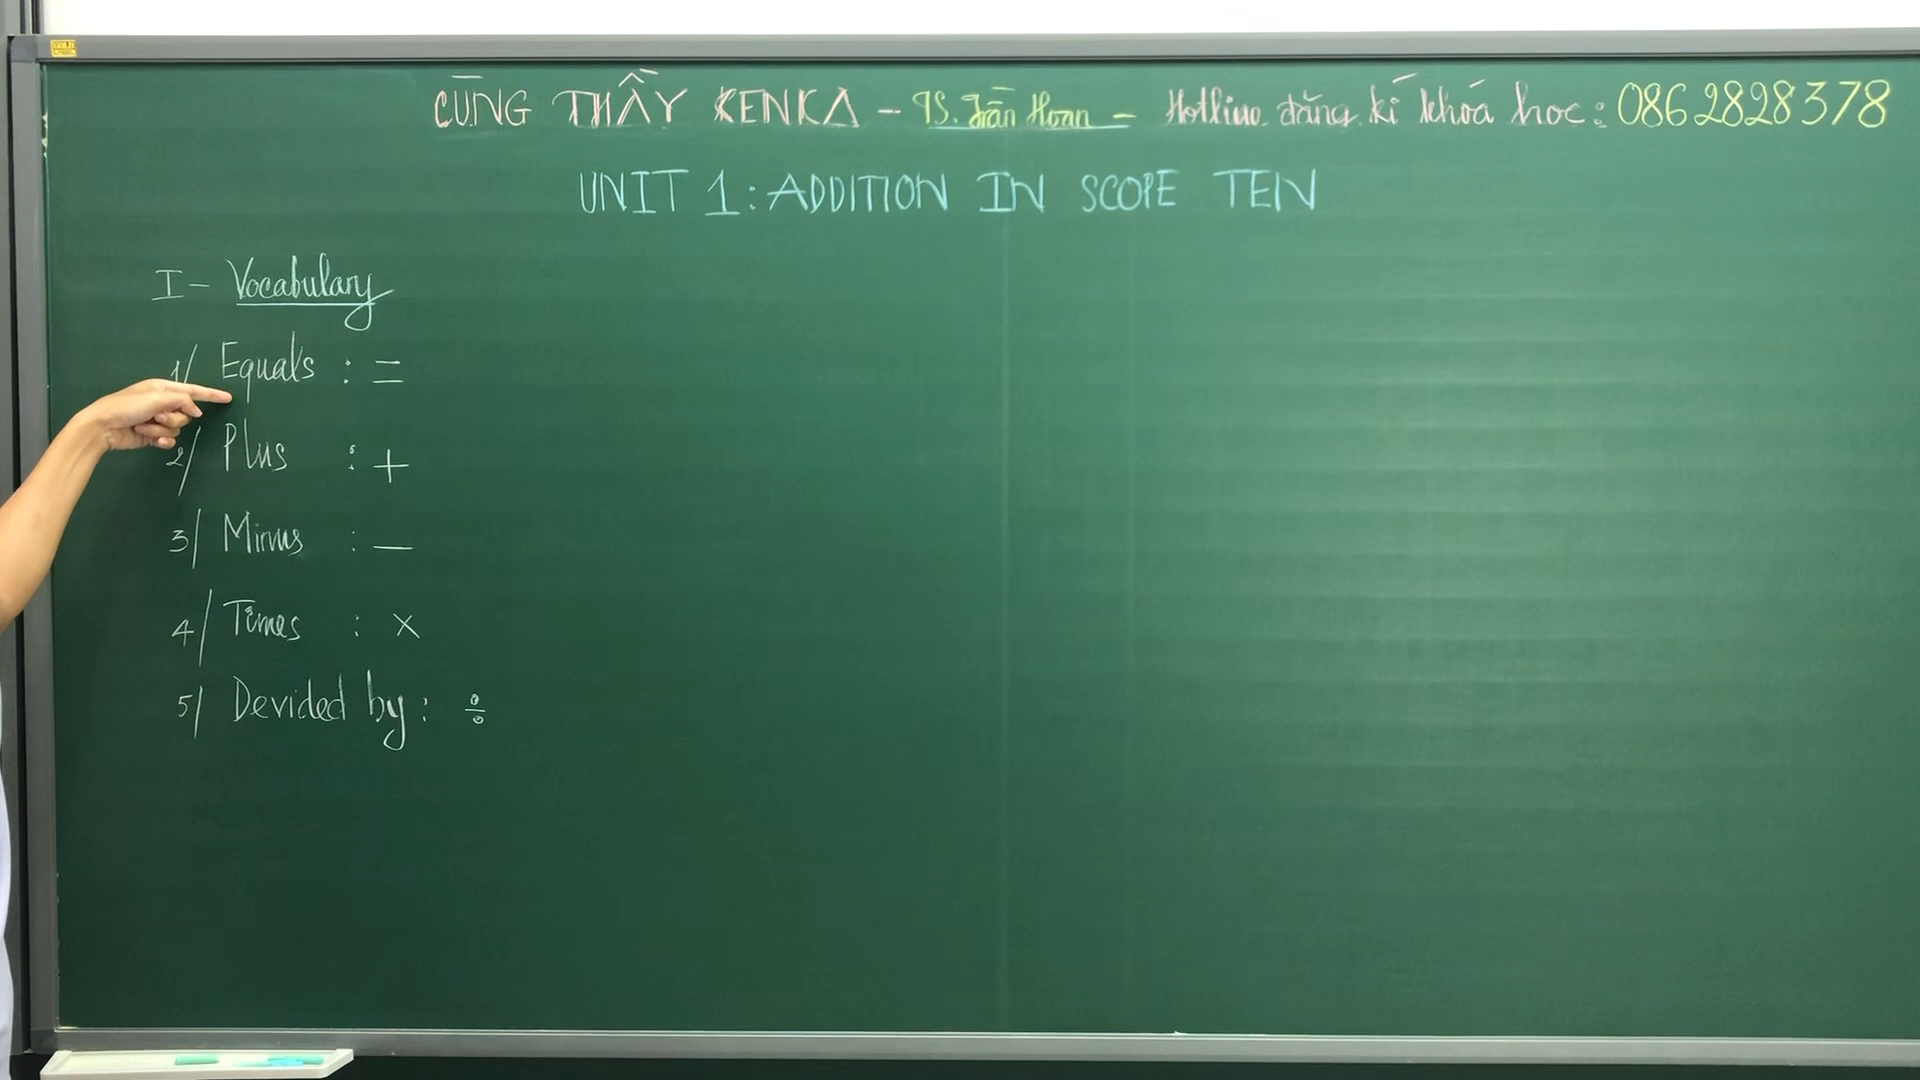 CÙNG THẦY KENKA – TS. Trần Hoan – Hotline đăng kí khoá học: 0862828378
UNIT 1: ADDITION IN SCOPE TEN
I - Vocabulary
1/ Equals : =
2/ Plus : +
3/ Minus : —
4/ Times : ×
5/ Devided by : ÷